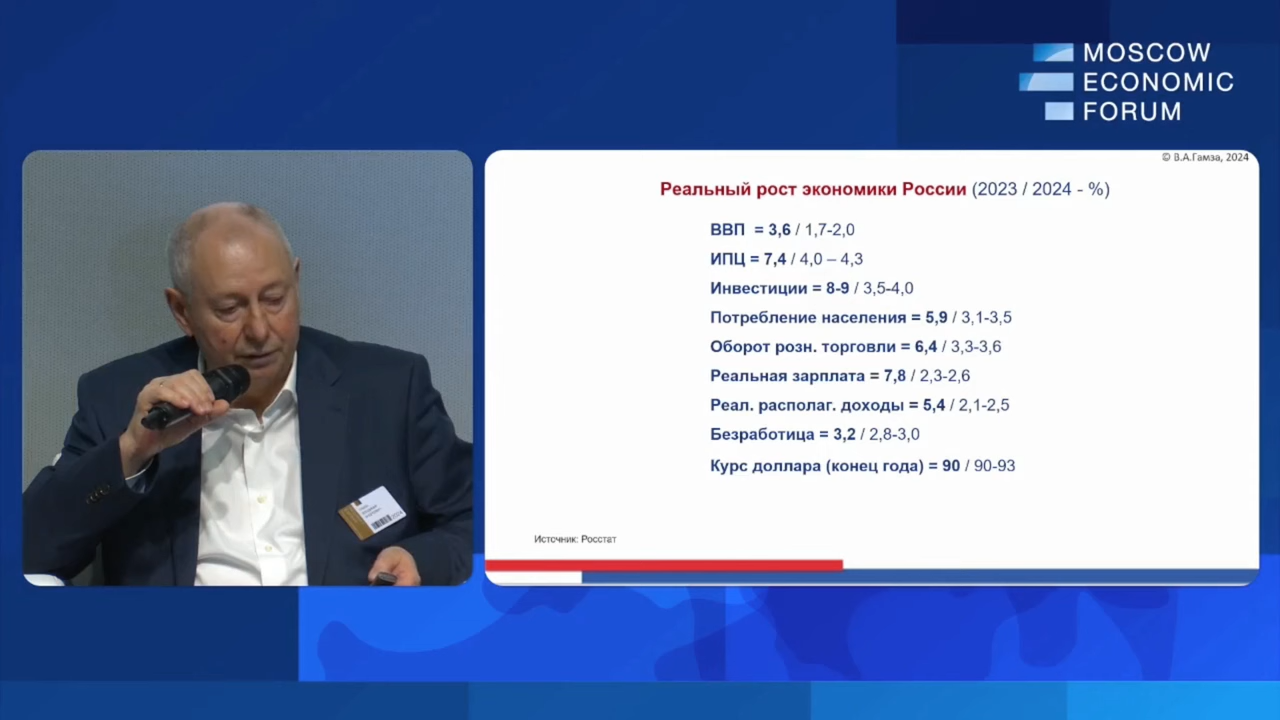 MOSCOW
ECONOMIC
FORUM
© В.А.Гамза, 2024
Реальный рост экономики России (2023 / 2024 - %)
ВВП = 3,6 / 1,7-2,0
ИПЦ = 7,4 / 4,0 – 4,3
Инвестиции = 8-9 / 3,5-4,0
Потребление населения = 5,9 / 3,1-3,5
Оборот розн. торговли = 6,4 / 3,3-3,6
Реальная зарплата = 7,8 / 2,3-2,6
Реал. располаг. доходы = 5,4 / 2,1-2,5
Безработица = 3,2 / 2,8-3,0
Курс доллара (конец года) = 90 / 90-93
Источник: Росстат